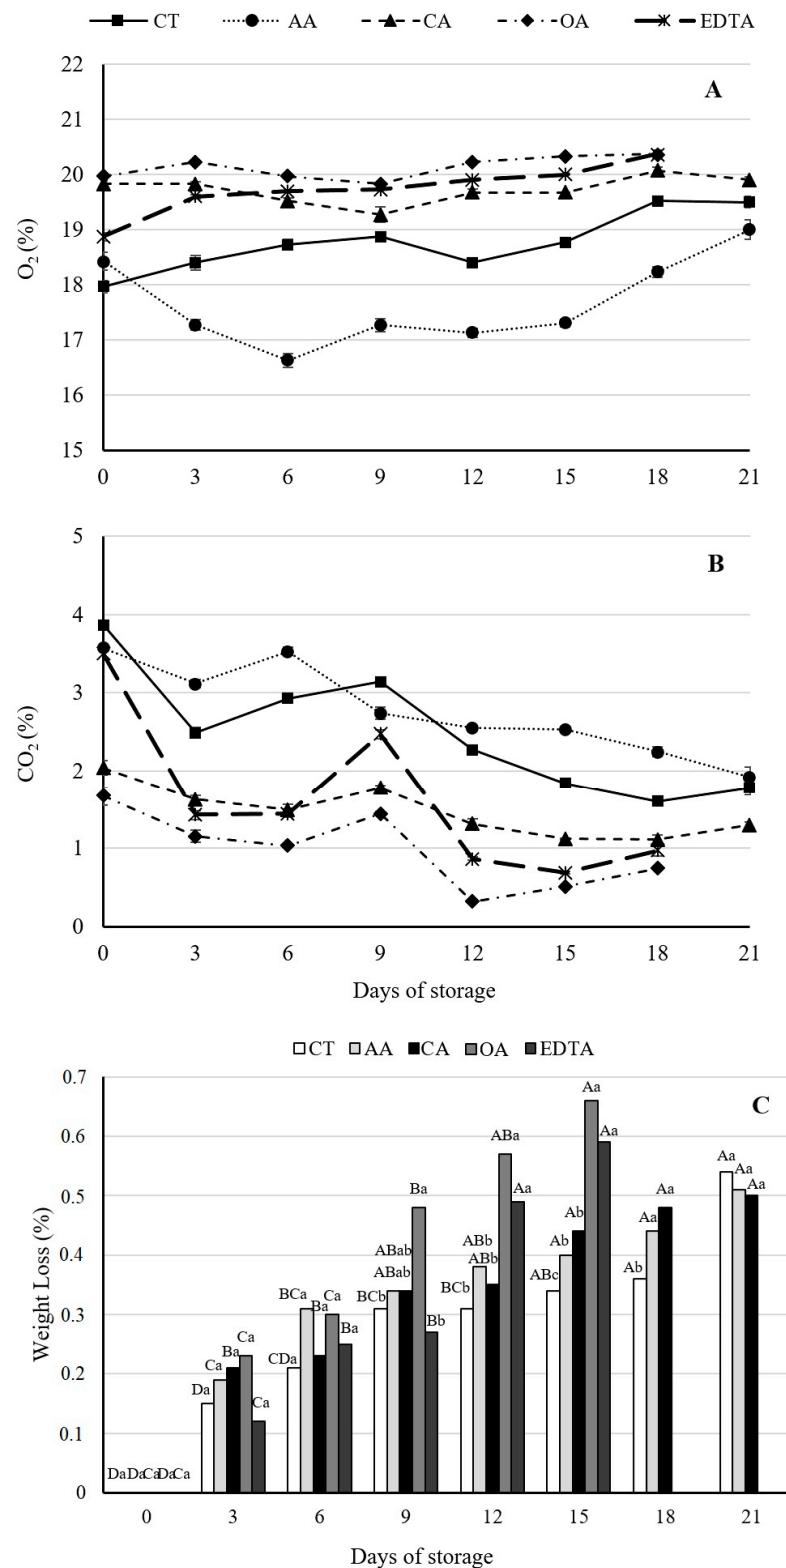 CT AA CA OA EDTA
22
A
21
20
19
O2 (%)
18
17
16
15
0 3 6 9 12 15 18 21
5
B
4
3
CO2 (%)
2
1
0
0 3 6 9 12 15 18 21
Days of storage
CT AA CA OA EDTA
0.7
C
Aa
0.6
Aa
ABa
0.5
Aa
Ba
Aa
Aa
Aa
Aa
Weight Loss (%)
0.4
Ab
Aa
Ab
ABb
ABb
ABab
ABab
0.3
Ab
ABc
BCb
BCb
Bb
BCa
Ba
Ca
Ba
0.2
CDa
Ca
Ba
Ca
Da
Ca
0.1
0
Da Da Ca Da Ca
0 3 6 9 12 15 18 21
Days of storage